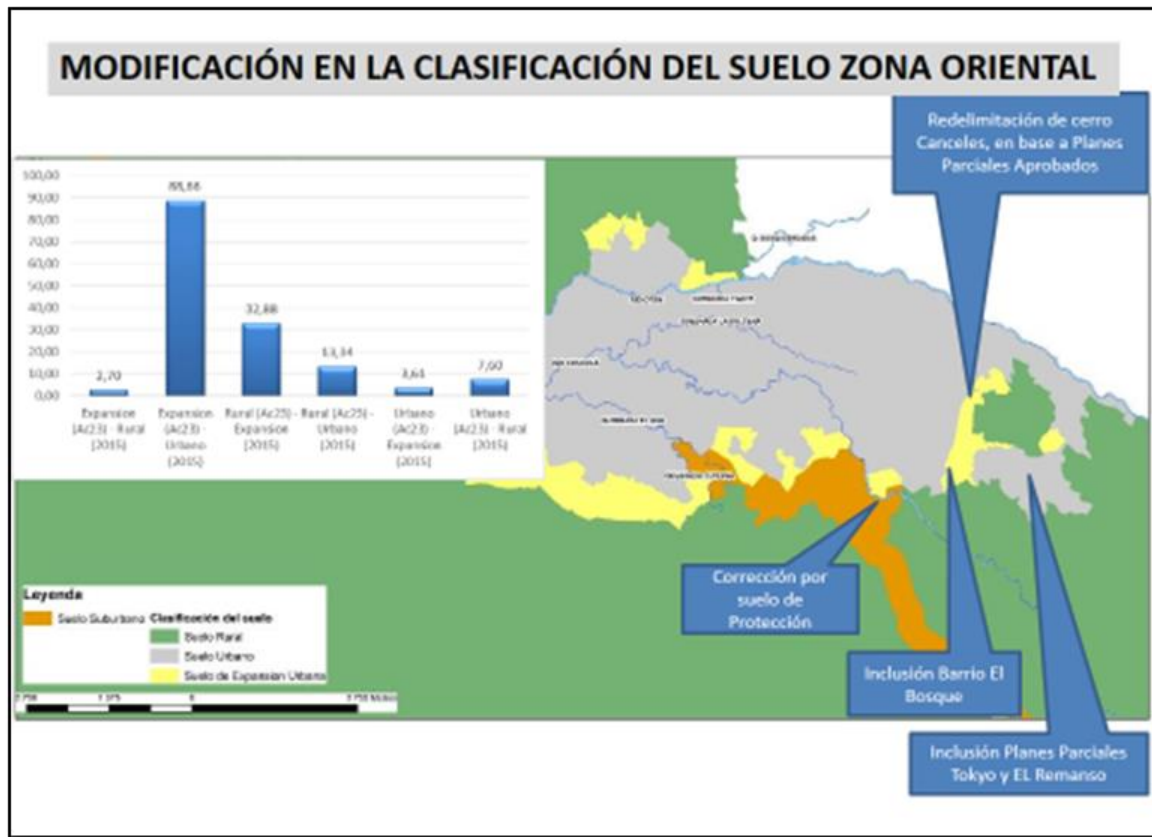 MODIFICACIÓN EN LA CLASIFICACIÓN DEL SUELO ZONA ORIENTAL
Redelimitación de cerro
Canceles, en base a Planes
Parciales Aprobados
100,00
90,00
80,00
70,00
60,00
50,00
40,00
30,00
20,00
10,00
0,00
2,70
32,88
13,34
3,61
7,60
Expansion
(Ac23) - Rural
(2015)
Expansion
(Ac23) -
Urbano
(2015)
Rural (Ac23) -
Expansion
(2015)
Rural (Ac23) -
Urbano (2015)
Urbano
(Ac23) -
Expansion
(2015)
Urbano
(Ac23) - Rural
(2015)
Corrección por
suelo de
Protección
Inclusión Barrio El
Bosque
Inclusión Planes Parciales
Tokyo y EL Remanso
Leyenda
Suelo Suburbano
Clasificación del suelo
Suelo Rural
Suelo Urbano
Suelo de Expansión Urbana